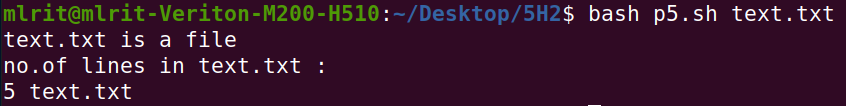 mlrit@mlrit-Veriton-M200-H510:~/Desktop/5H2$ bash p5.sh text.txt
text.txt is a file
no.of lines in text.txt :
5 text.txt